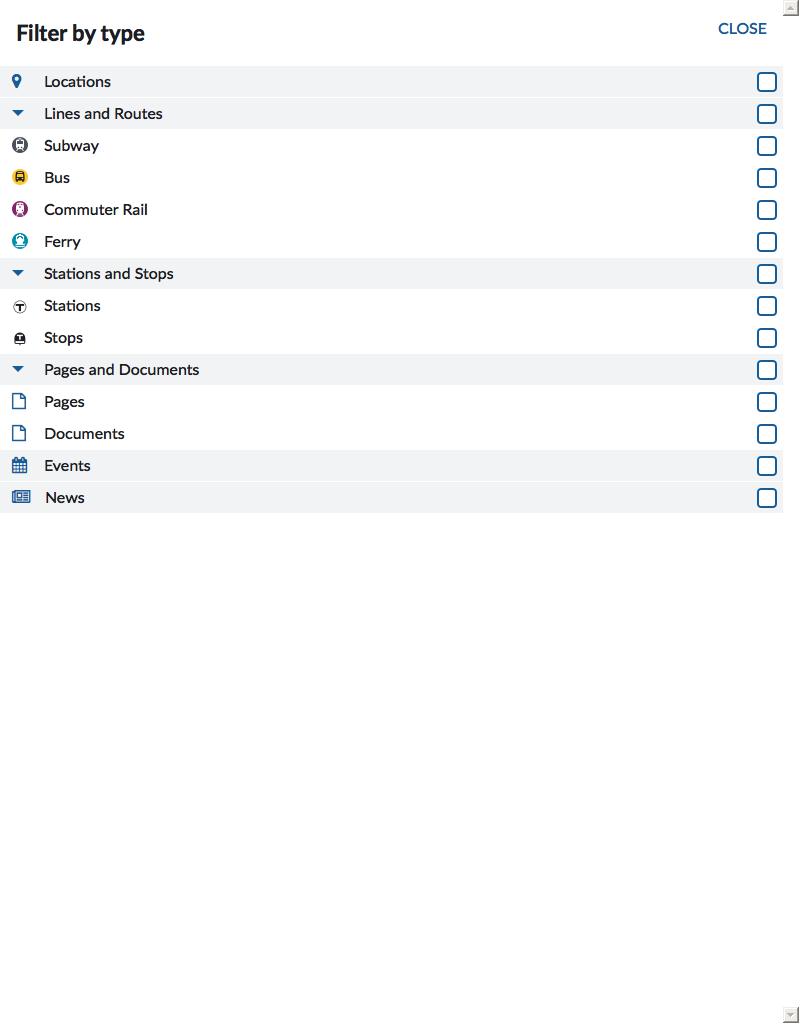 Filter by type
CLOSE
Locations
Lines and Routes
Subway
Bus
Commuter Rail
Ferry
Stations and Stops
Stations
Stops
Pages and Documents
Pages
Documents
Events
News